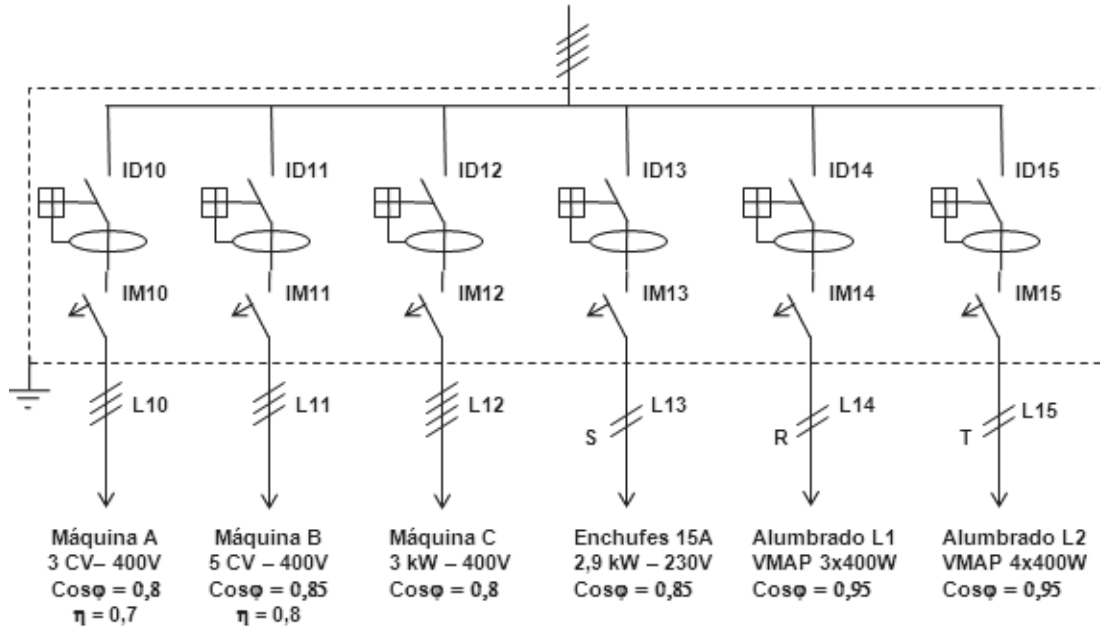 ID10 ID11 ID12 ID13 ID14 ID15
IM10 IM11 IM12 IM13 IM14 IM15
L10 L11 L12 L13 L14 L15
S R T
Máquina A
3 CV– 400V
Cosφ = 0,8
η = 0,7
Máquina B
5 CV – 400V
Cosφ = 0,85
η = 0,8
Máquina C
3 kW – 400V
Cosφ = 0,8
Enchufes 15A
2,9 kW – 230V
Cosφ = 0,85
Alumbrado L1
VMAP 3x400W
Cosφ = 0,95
Alumbrado L2
VMAP 4x400W
Cosφ = 0,95